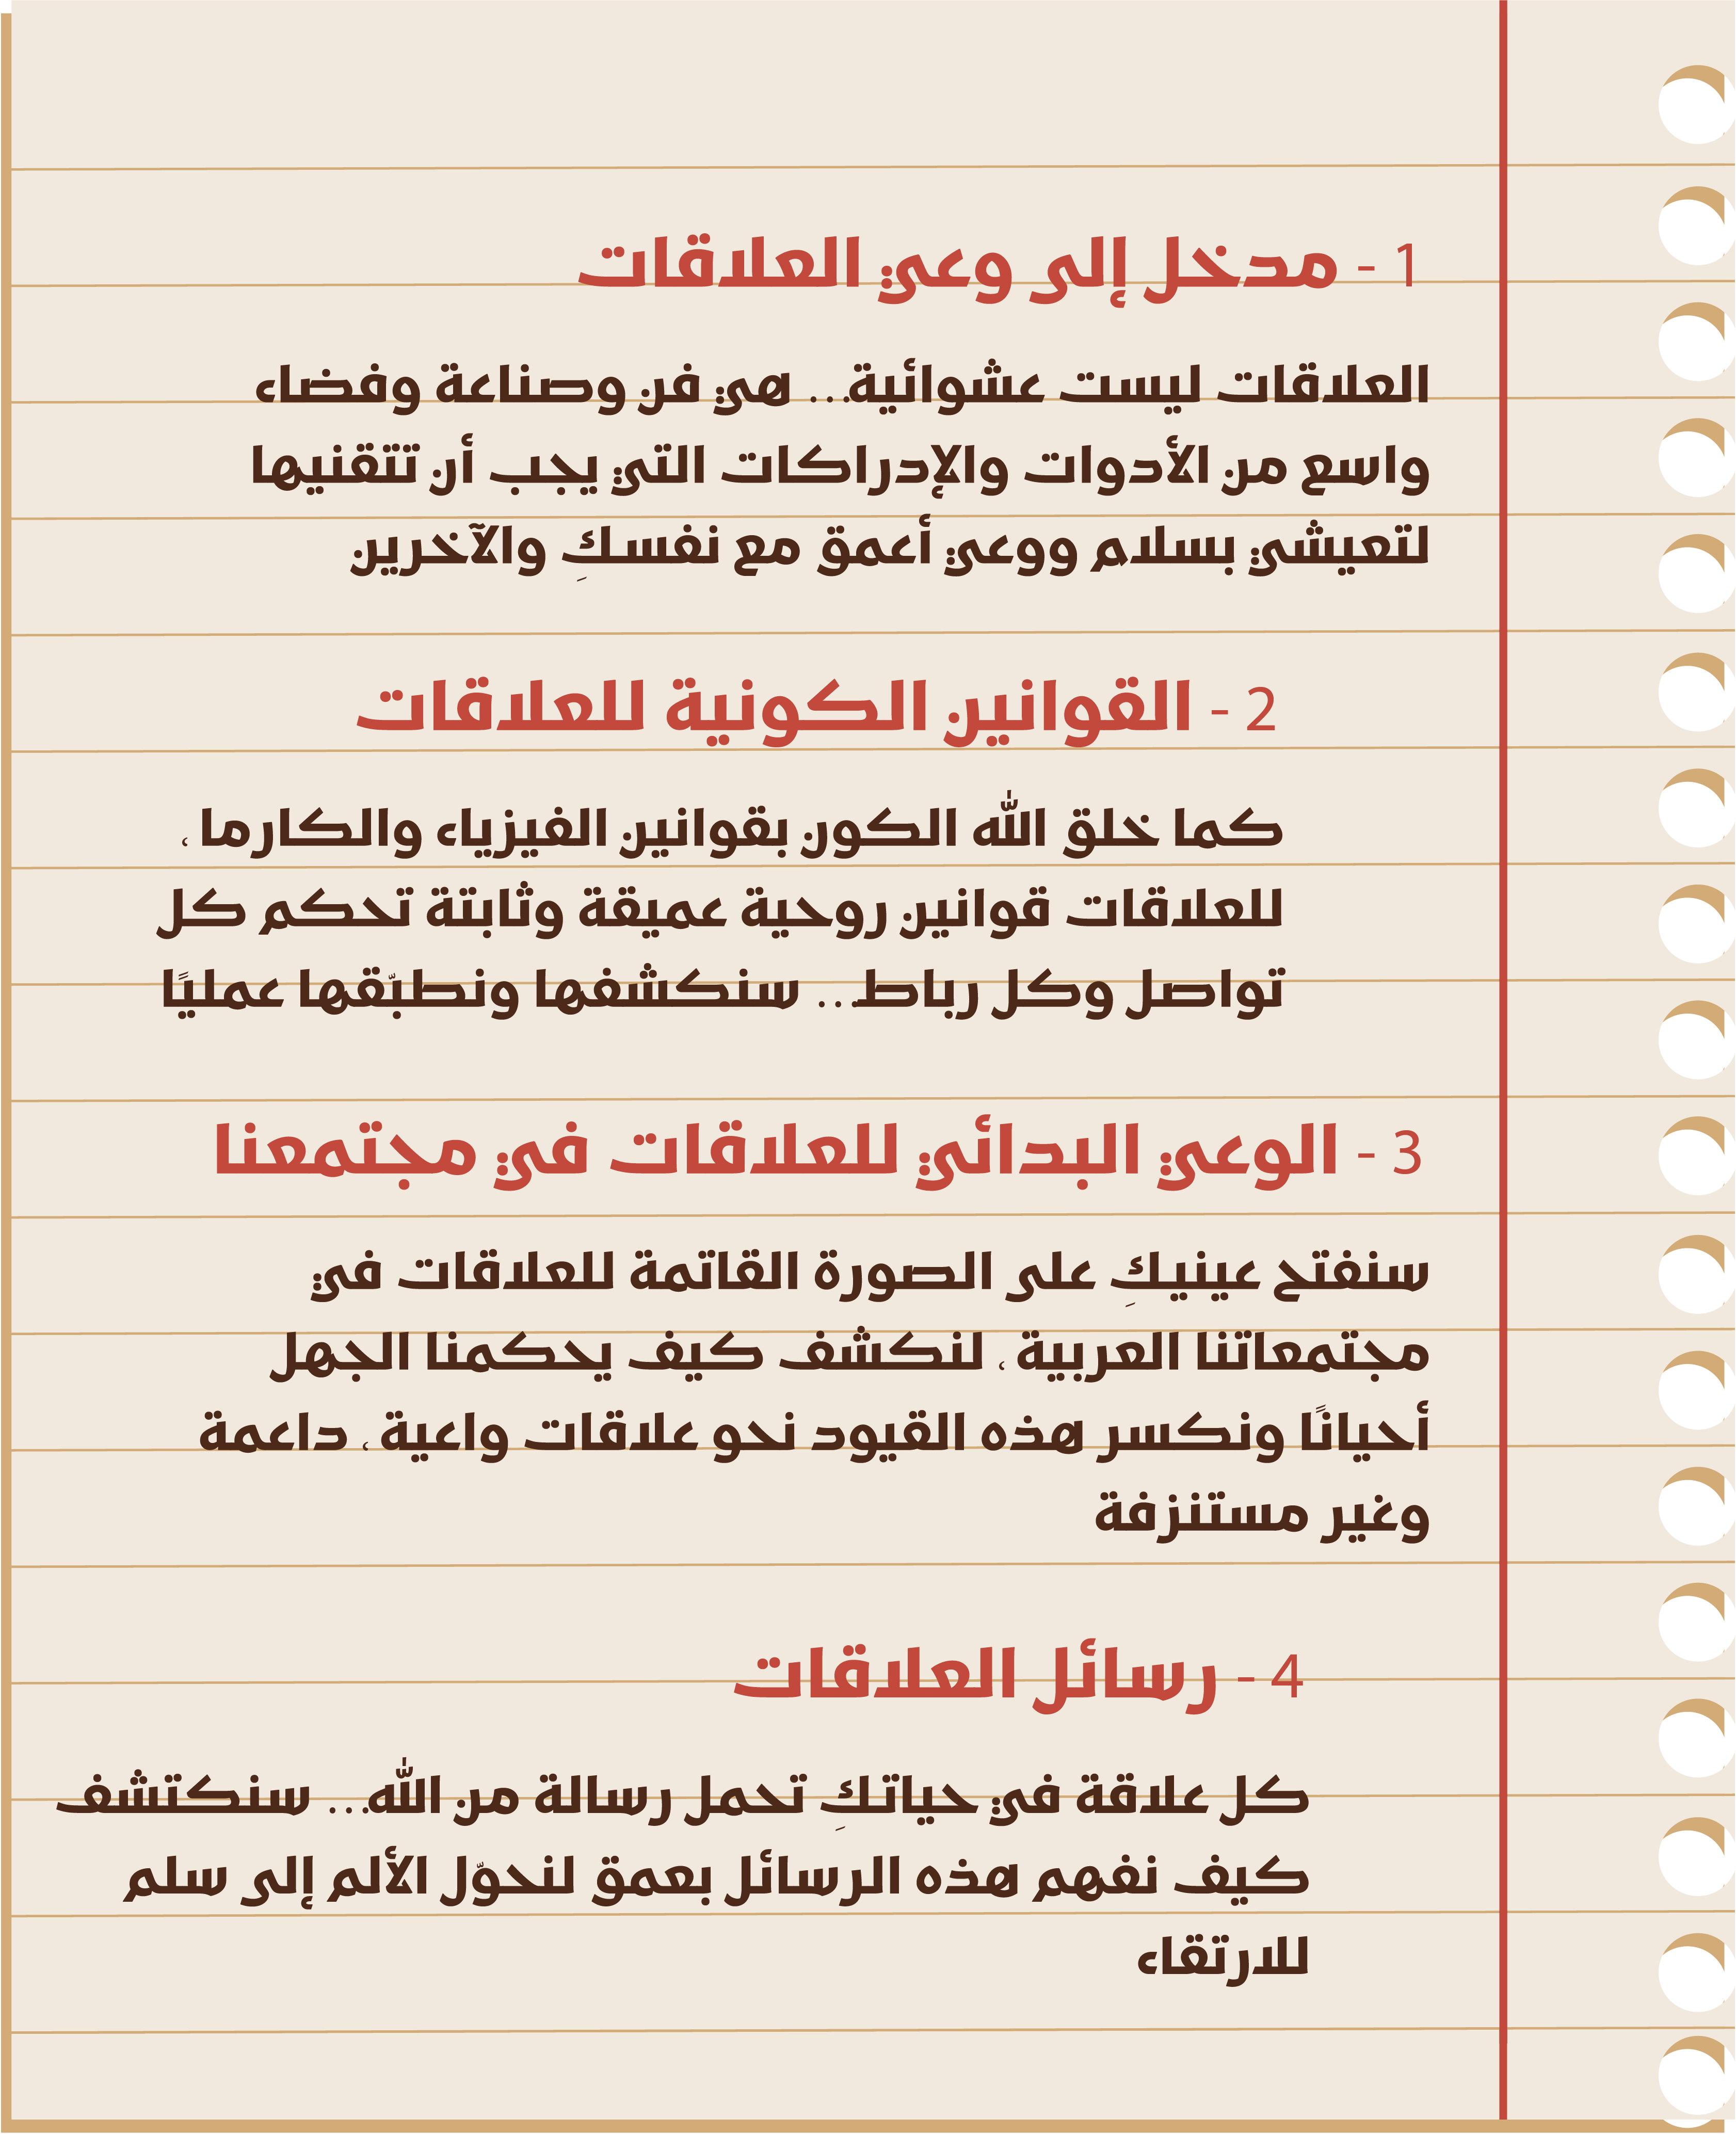 1 - مدخل إلى وعي العلاقات
العلاقات ليست عشوائية... هي فن وصناعة وفضاء
واسع من الأدوات والإدراكات التي يجب أن تتقنيها
لتعيشي بسلام ووعي أعمق مع نفسكِ والآخرين
2 - القوانين الكونية للعلاقات
كما خلق الله الكون بقوانين الفيزياء والكارما ،
للعلاقات قوانين روحية عميقة وثابتة تحكم كل
تواصل وكل رباط... سنكشفها ونطبّقها عمليًا
3 - الوعي البدائي للعلاقات في مجتمعنا
سنفتح عينيكِ على الصورة القاتمة للعلاقات في
مجتمعاتنا العربية ، لنكشف كيف يحكمنا الجهل
أحيانًا ونكسر هذه القيود نحو علاقات واعية ، داعمة
وغير مستنزفة
4 - رسائل العلاقات
كل علاقة في حياتكِ تحمل رسالة من الله... سنكتشف
كيف نفهم هذه الرسائل بعمق لنحوّل الألم إلى سلم
للارتقاء